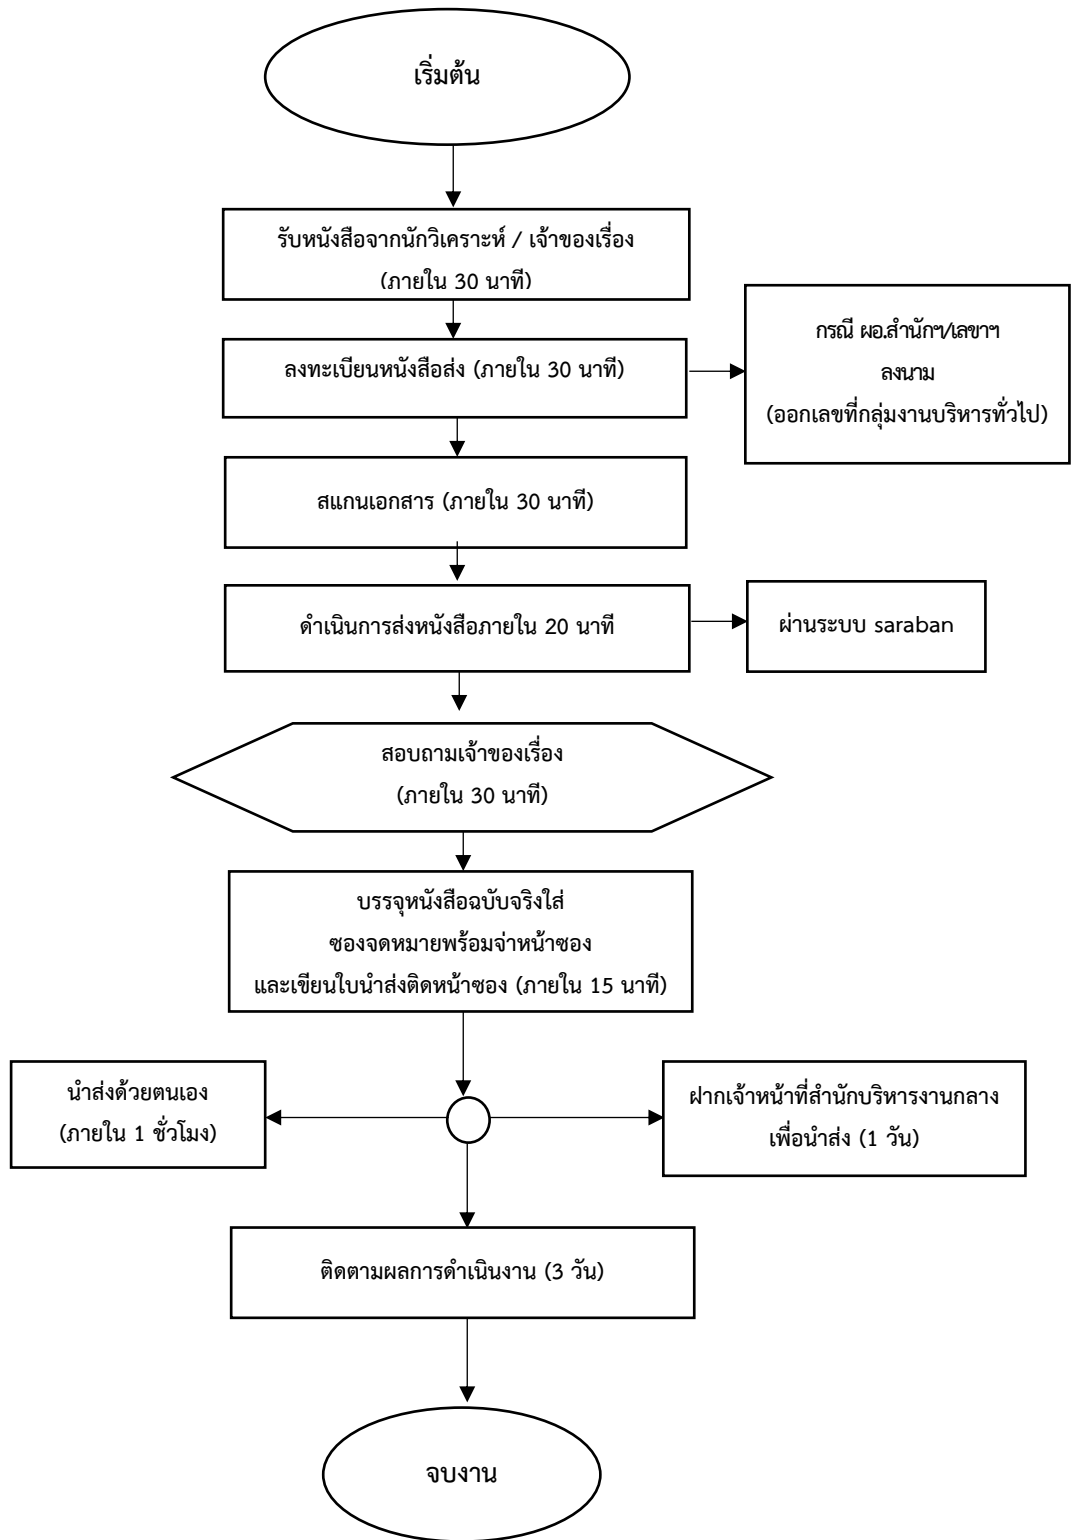 เริ่มต้น
รับหนังสือจากนักวิเคราะห์ / เจ้าของเรื่อง
(ภายใน 30 นาที)
ลงทะเบียนหนังสือส่ง (ภายใน 30 นาที)
กรณี ผอ.สำนักฯ/เลขาฯ
ลงนาม
(ออกเลขที่กลุ่มงานบริหารทั่วไป)
สแกนเอกสาร (ภายใน 30 นาที)
ดำเนินการส่งหนังสือภายใน 20 นาที
ผ่านระบบ saraban
สอบถามเจ้าของเรื่อง
(ภายใน 30 นาที)
บรรจุหนังสือฉบับจริงใส่
ซองจดหมายพร้อมจ่าหน้าซอง
และเขียนใบนำส่งติดหน้าซอง (ภายใน 15 นาที)
นำส่งด้วยตนเอง
(ภายใน 1 ชั่วโมง)
ฝากเจ้าหน้าที่สำนักบริหารงานกลาง
เพื่อนำส่ง (1 วัน)
ติดตามผลการดำเนินงาน (3 วัน)
จบงาน